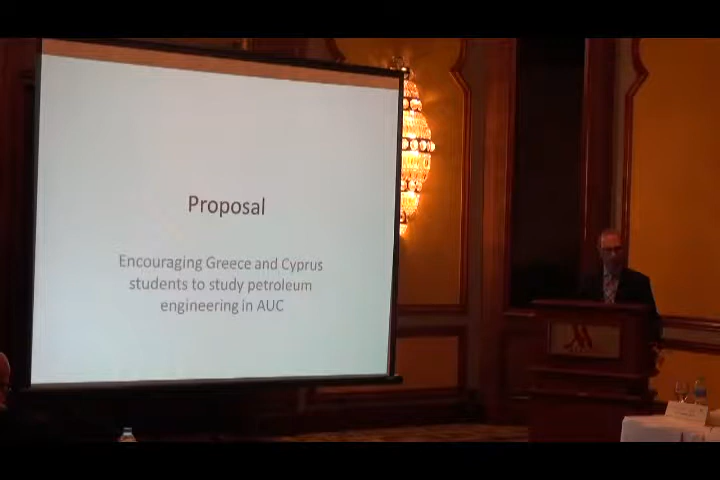 Proposal
Encouraging Greece and Cyprus
students to study petroleum
engineering in AUC